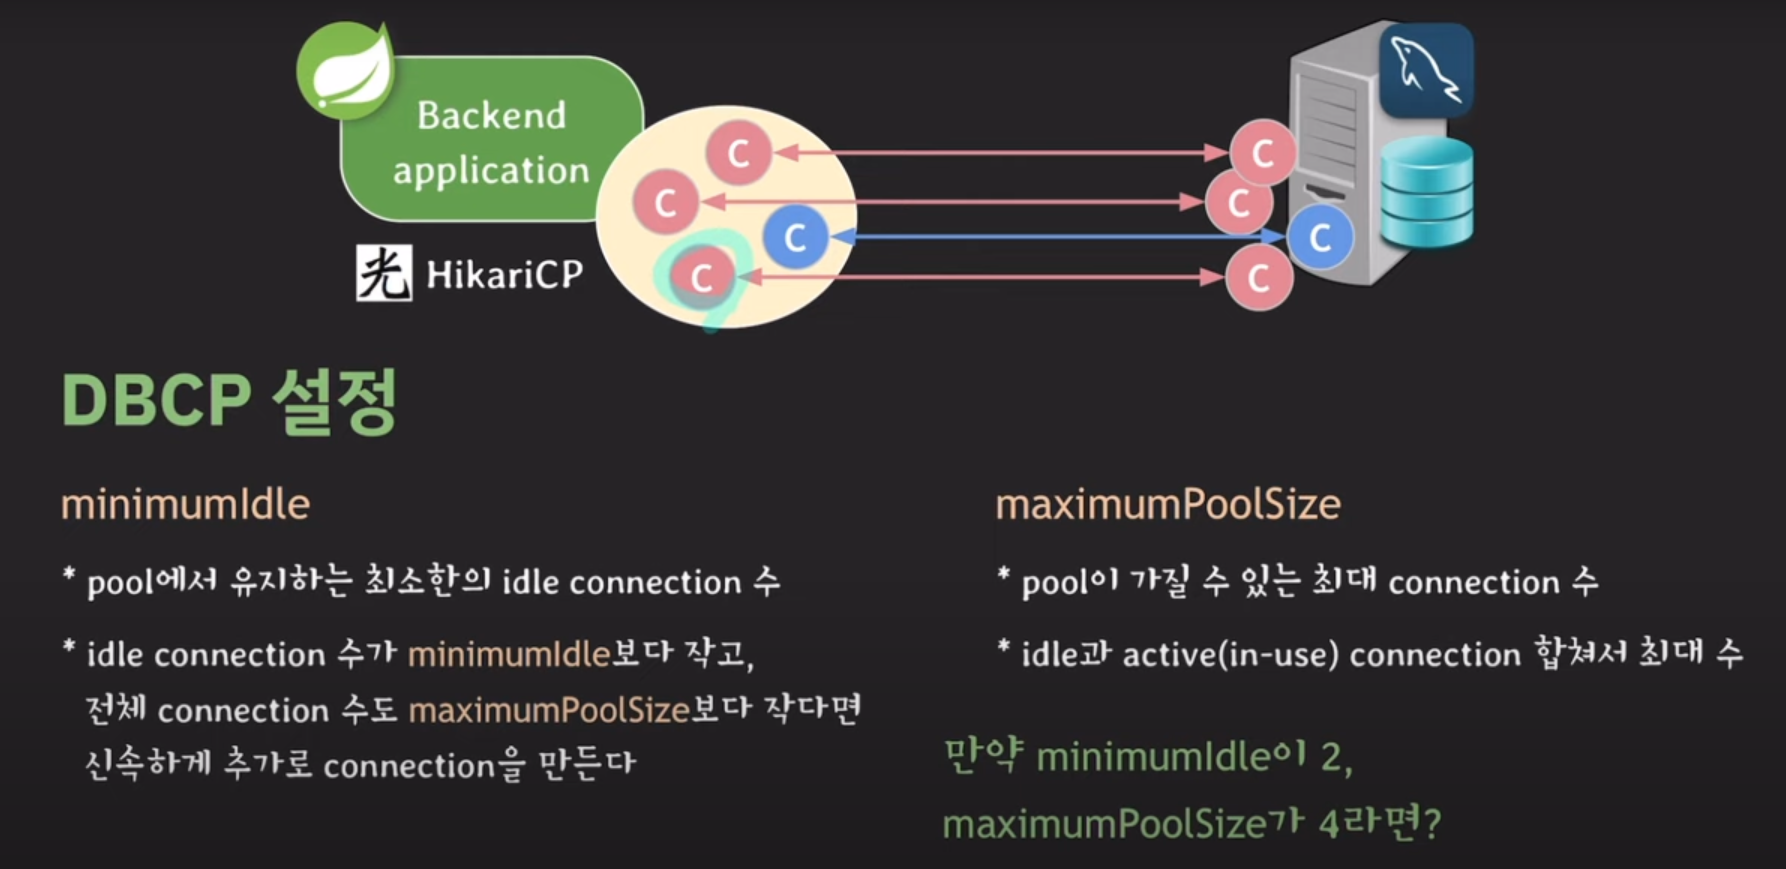 Backend
application
C
C
C
C
C
C
C
C
光 HikariCP
DBCP 설정
minimumIdle
* pool에서 유지하는 최소한의 idle connection 수
* idle connection 수가 minimumIdle보다 작고,
전체 connection 수도 maximumPoolSize보다 작다면
신속하게 추가로 connection을 만든다
maximumPoolSize
* pool이 가질 수 있는 최대 connection 수
* idle과 active(in-use) connection 합쳐서 최대 수
만약 minimumIdle이 2,
maximumPoolSize가 4라면?